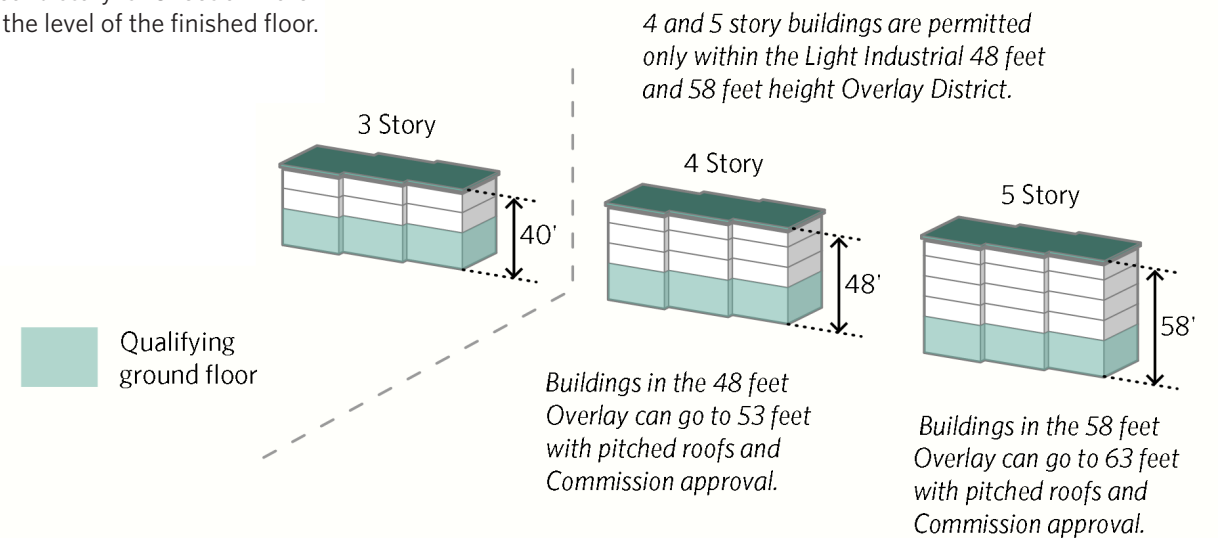 the level of the finished floor.
4 and 5 story buildings are permitted
only within the Light Industrial 48 feet
and 58 feet height Overlay District.
3 Story
40'
4 Story
48'
5 Story
58'
Qualifying
ground floor
Buildings in the 48 feet
Overlay can go to 53 feet
with pitched roofs and
Commission approval.
Buildings in the 58 feet
Overlay can go to 63 feet
with pitched roofs and
Commission approval.